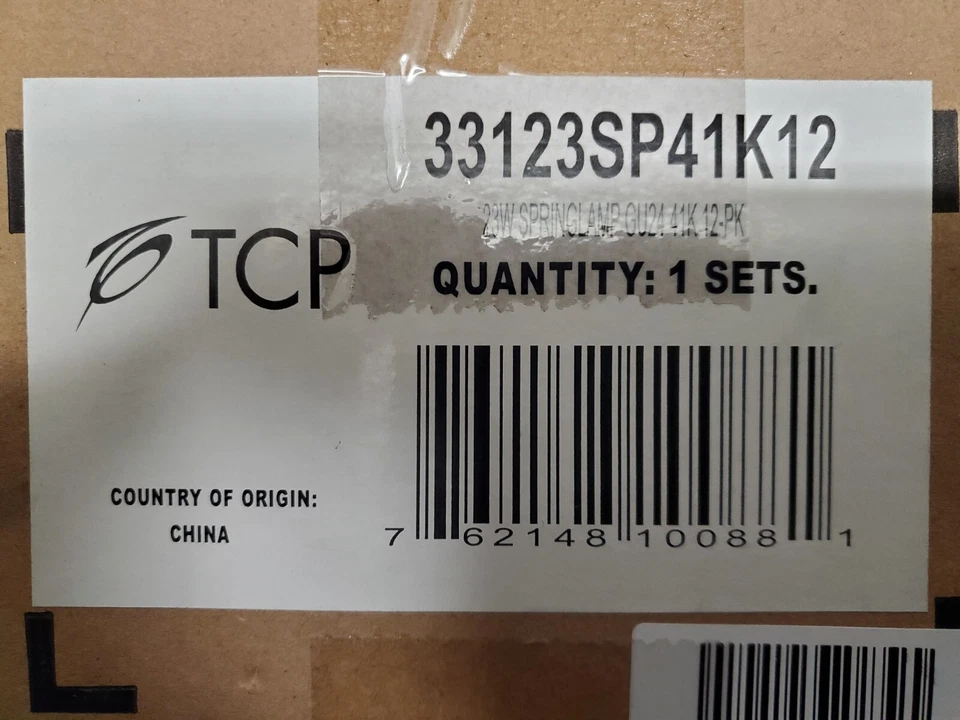 33123SP41K12
23W SPRINGLAMP GU24 41K 12-PK
TCP
QUANTITY: 1 SETS.
COUNTRY OF ORIGIN:
CHINA
7 62148 10088 1